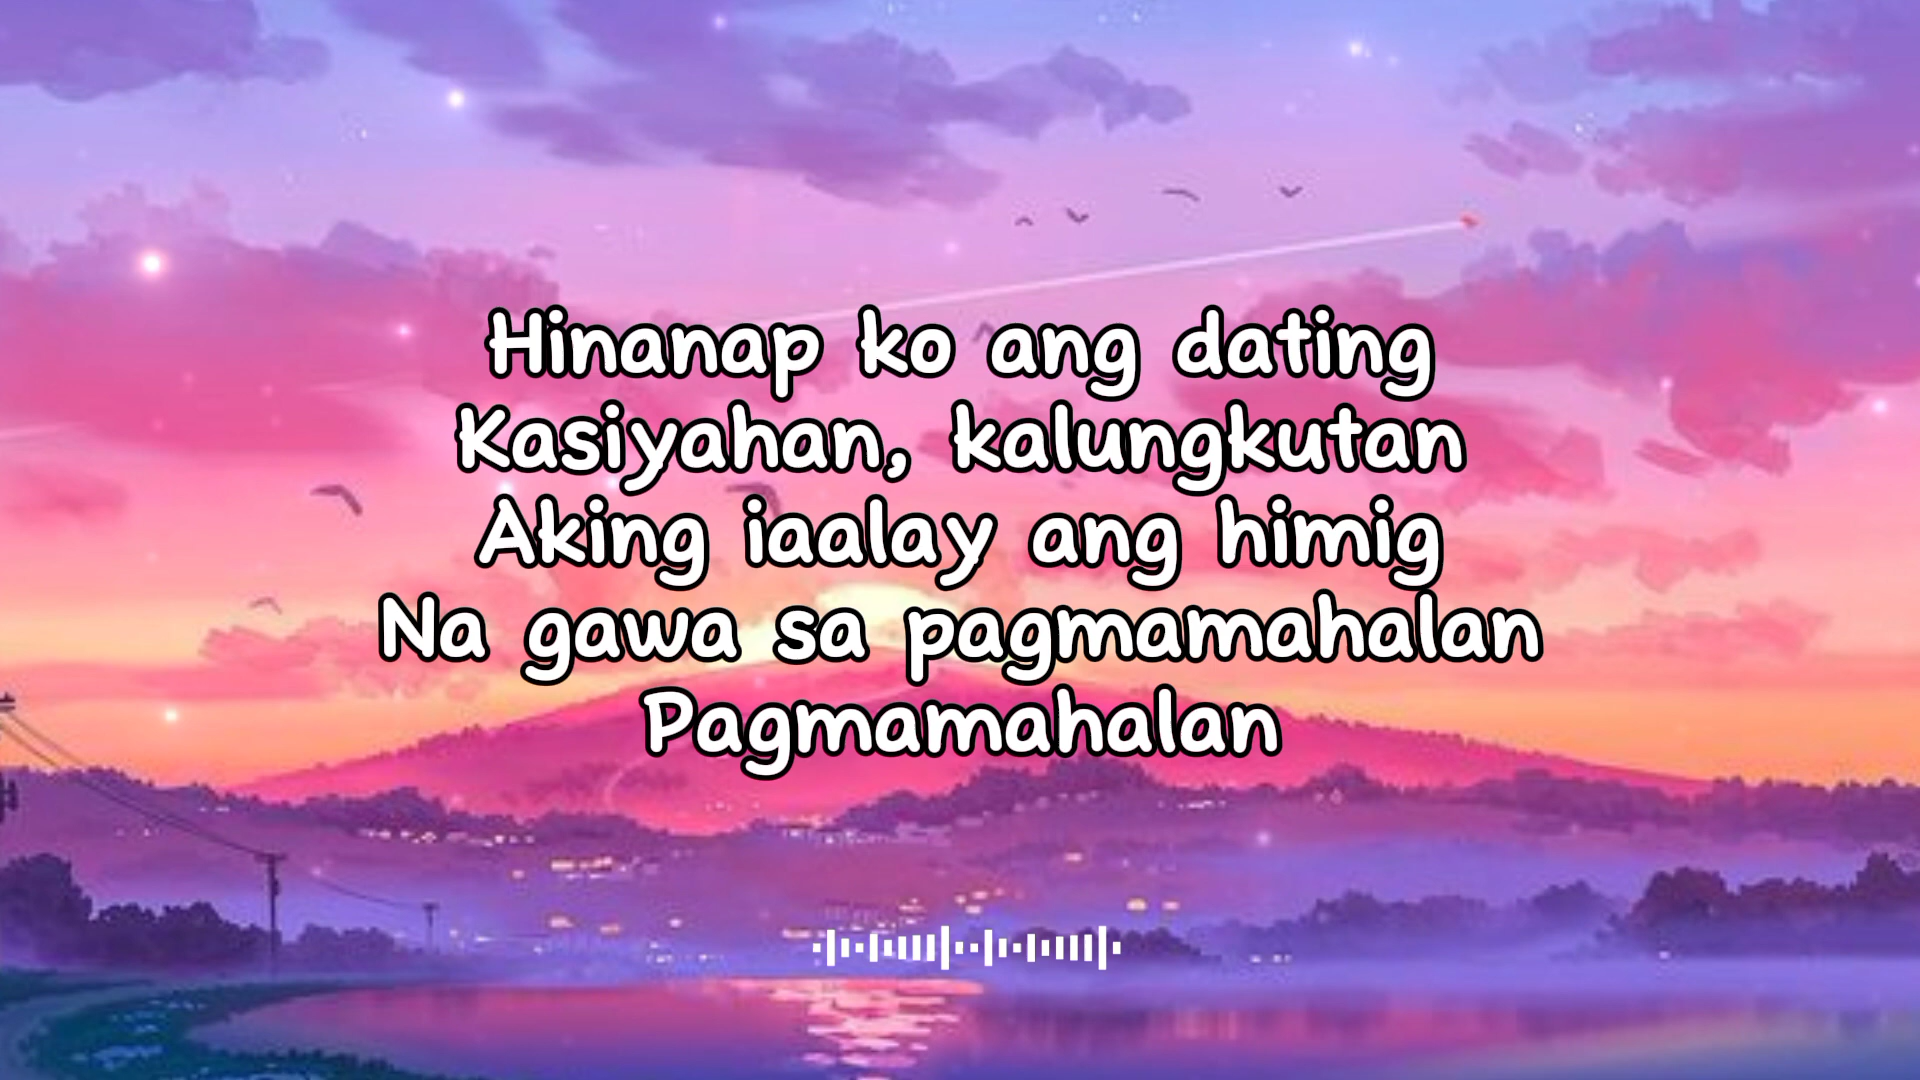 Hinanap ko ang dating
Kasiyahan, kalungkutan
Aking iaalay ang himig
Na gawa sa pagmamahalan
Pagmamahalan